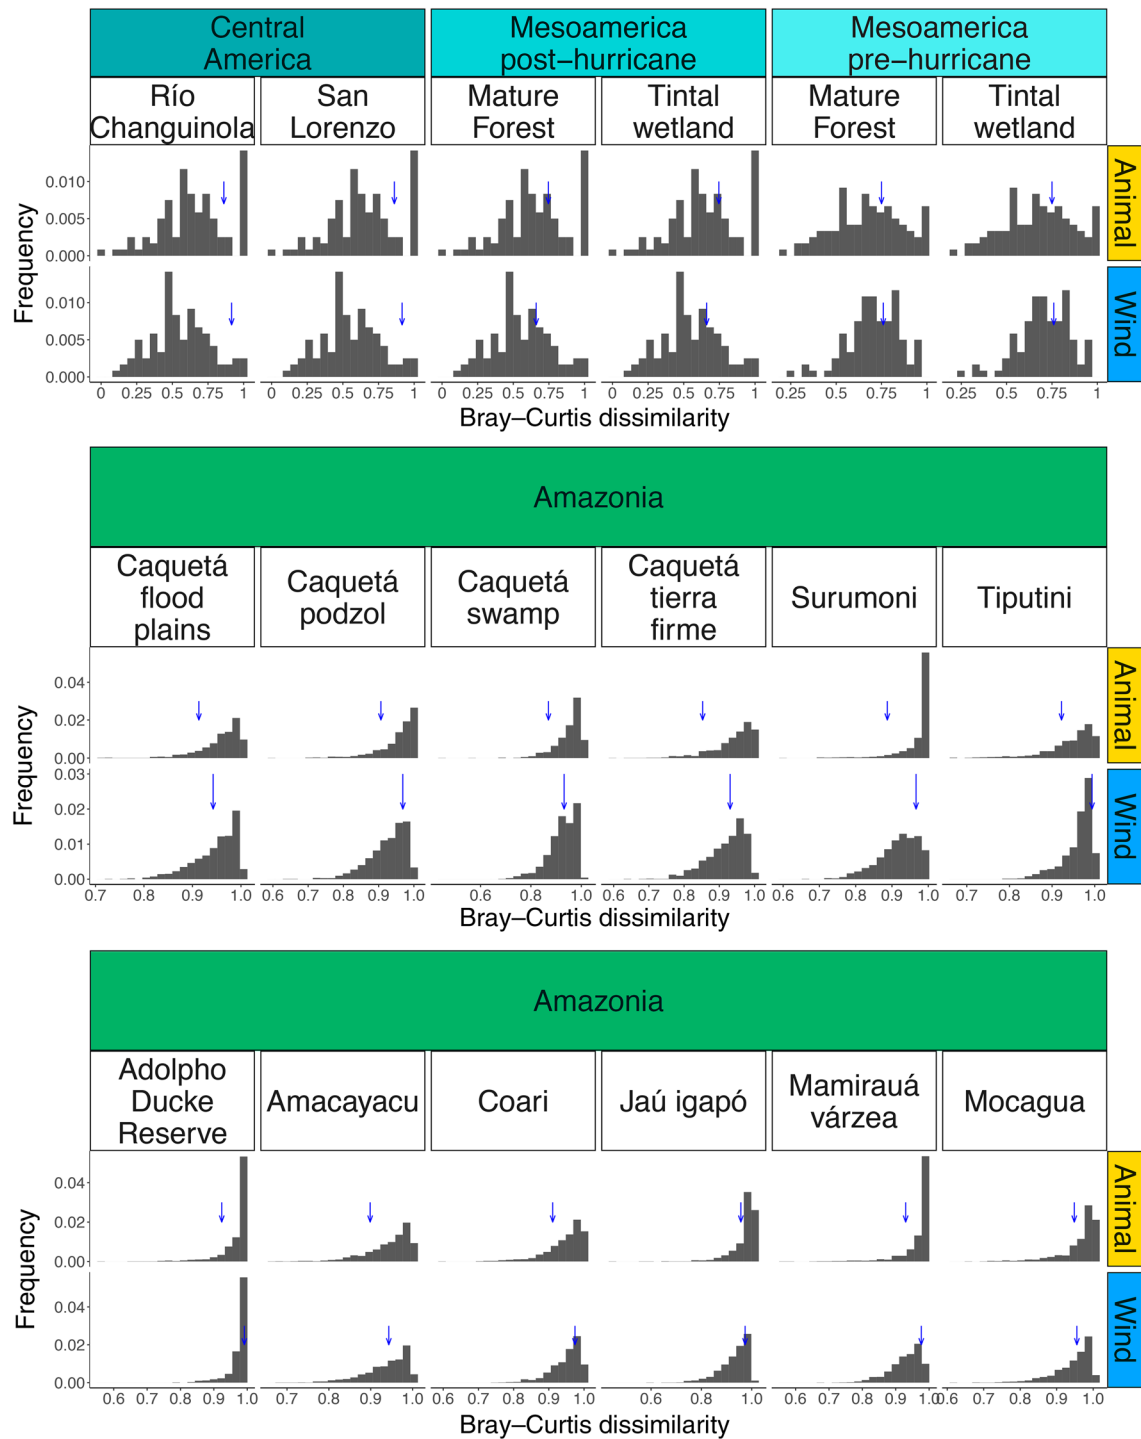 Central
America
Mesoamerica
post–hurricane
Mesoamerica
pre–hurricane
Río
Changuinola
San
Lorenzo
Mature
Forest
Tintal
wetland
Mature
Forest
Tintal
wetland
Frequency
0.010
0.005
0.000
Animal
0.010
0.005
0.000
Wind
0 0.25 0.5 0.75 1
0 0.25 0.5 0.75 1
0 0.25 0.5 0.75 1
0 0.25 0.5 0.75 1
0.25 0.5 0.75 1
0.25 0.5 0.75 1
Bray–Curtis dissimilarity
Amazonia
Caquetá
flood
plains
Caquetá
podzol
Caquetá
swamp
Caquetá
tierra
firme
Surumoni
Tiputini
Frequency
0.04
0.02
0.00
Animal
0.03
0.02
0.01
0.00
Wind
0.7 0.8 0.9 1.0
0.6 0.7 0.8 0.9 1.0
0.6 0.8 1.0
0.6 0.7 0.8 0.9 1.0
0.6 0.7 0.8 0.9 1.0
0.7 0.8 0.9 1.0
Bray–Curtis dissimilarity
Amazonia
Adolpho
Ducke
Reserve
Amacayacu
Coari
Jaú igapó
Mamirauá
várzea
Mocagua
Frequency
0.04
0.02
0.00
Animal
0.04
0.02
0.00
Wind
0.6 0.7 0.8 0.9 1.0
0.7 0.8 0.9 1.0
0.6 0.7 0.8 0.9 1.0
0.6 0.8 1.0
0.6 0.7 0.8 0.9 1.0
0.6 0.7 0.8 0.9 1.0
Bray–Curtis dissimilarity